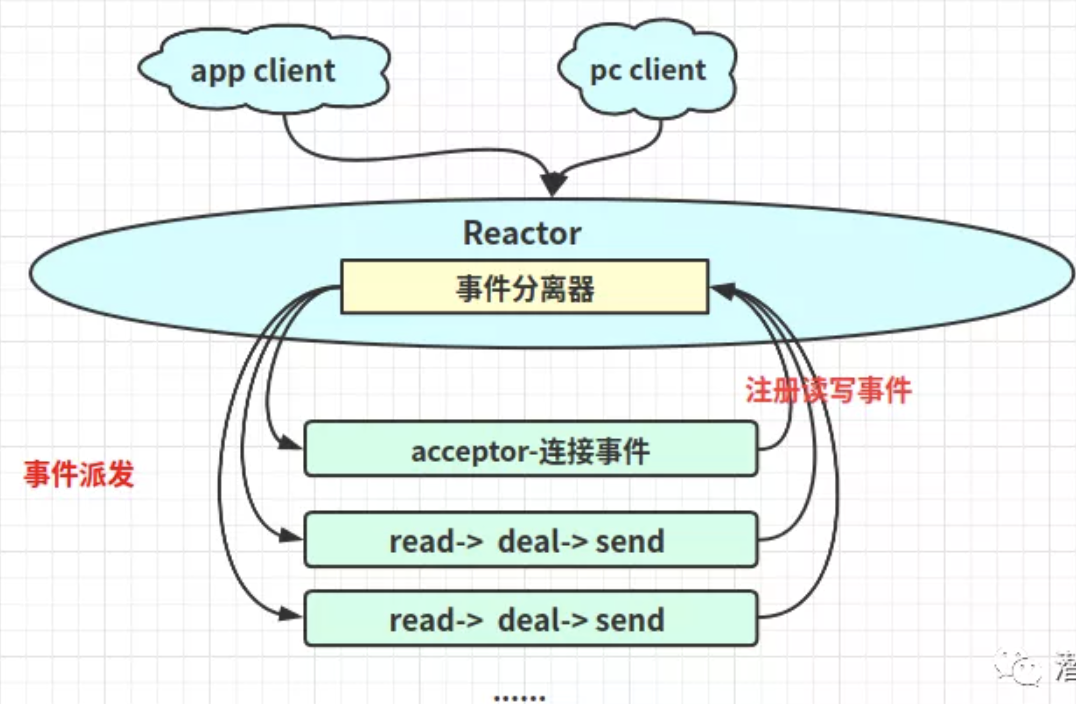 app client
pc client
Reactor
事件分离器
注册读写事件
acceptor-连接事件
事件派发
read-> deal-> send
read-> deal-> send
......